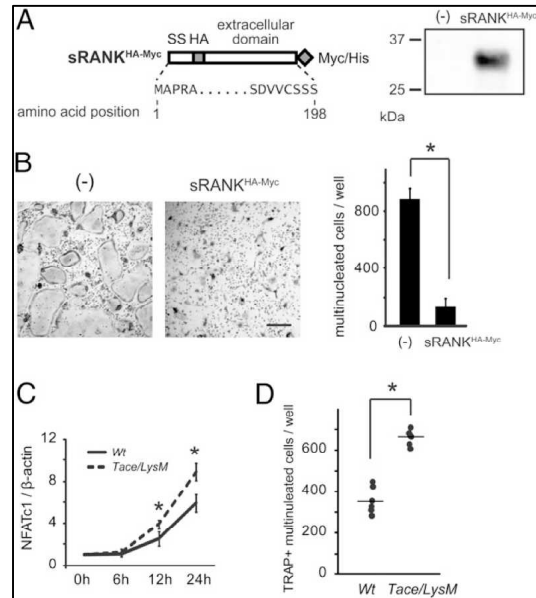 A
extracellular
SS HA domain
sRANKHA-Myc
Myc/His
MAPRA......SDVVCSSS
amino acid position 1 198
(-) sRANKHA-Myc
37
25
kDa
B
(-) sRANKHA-Myc
*
multinucleated cells / well
800
400
0
(-) sRANKHA-Myc
C
Wt
Tace/LysM
*
*
NFATc1 / β-actin
12
8
4
0
0h 6h 12h 24h
D
*
TRAP+ multinuleated cells / well
600
400
200
0
Wt Tace/LysM